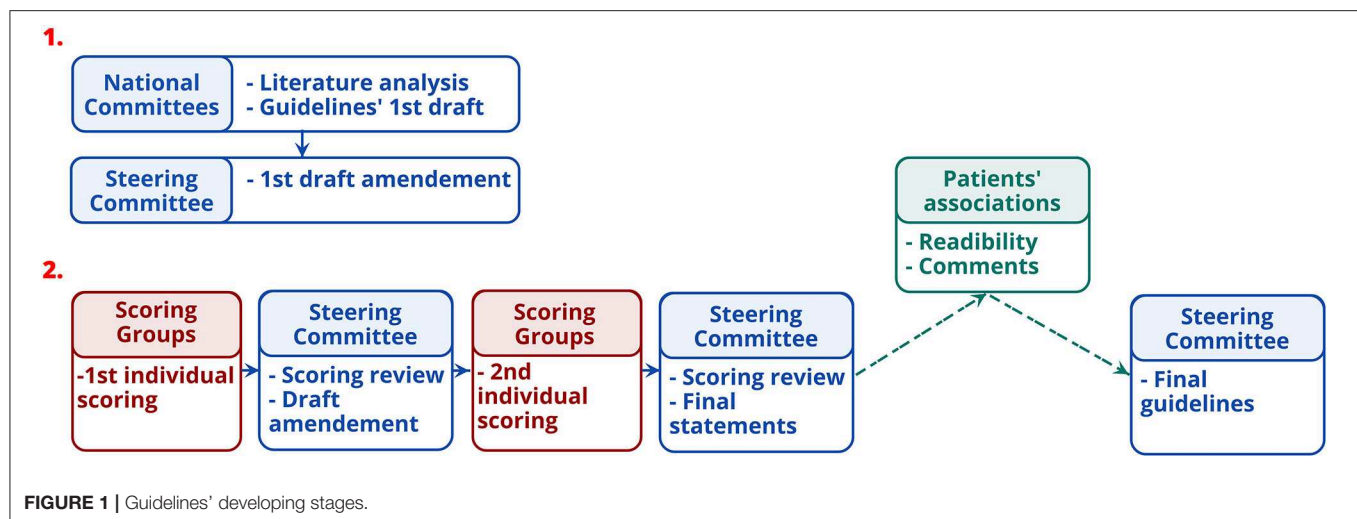 1.
National
Committees
- Literature analysis
- Guidelines' 1st draft
Steering
Committee
- 1st draft amendement
2.
Scoring
Groups
-1st individual
scoring
Steering
Committee
- Scoring review
- Draft
amendement
Scoring
Groups
- 2nd
individual
scoring
Steering
Committee
- Scoring review
- Final
statements
Patients'
associations
- Readibility
- Comments
Steering
Committee
- Final
guidelines
FIGURE 1 | Guidelines' developing stages.